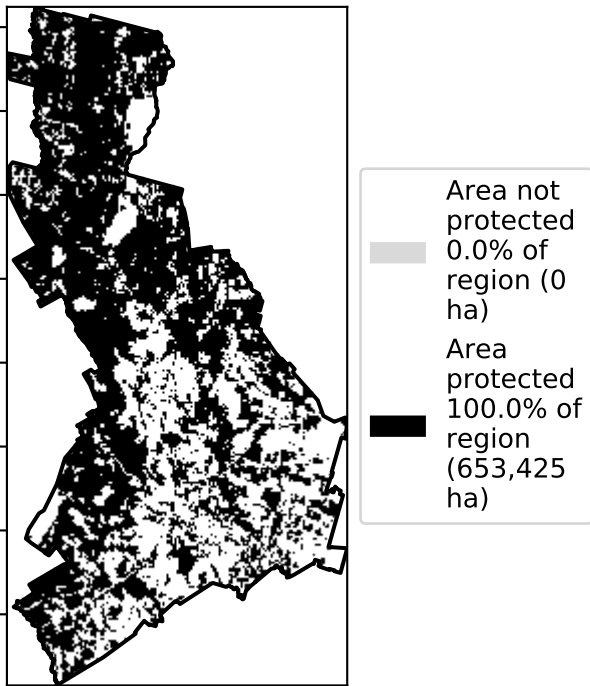 Area not
protected
0.0% of
region (0
ha)
Area
protected
100.0% of
region
(653,425
ha)